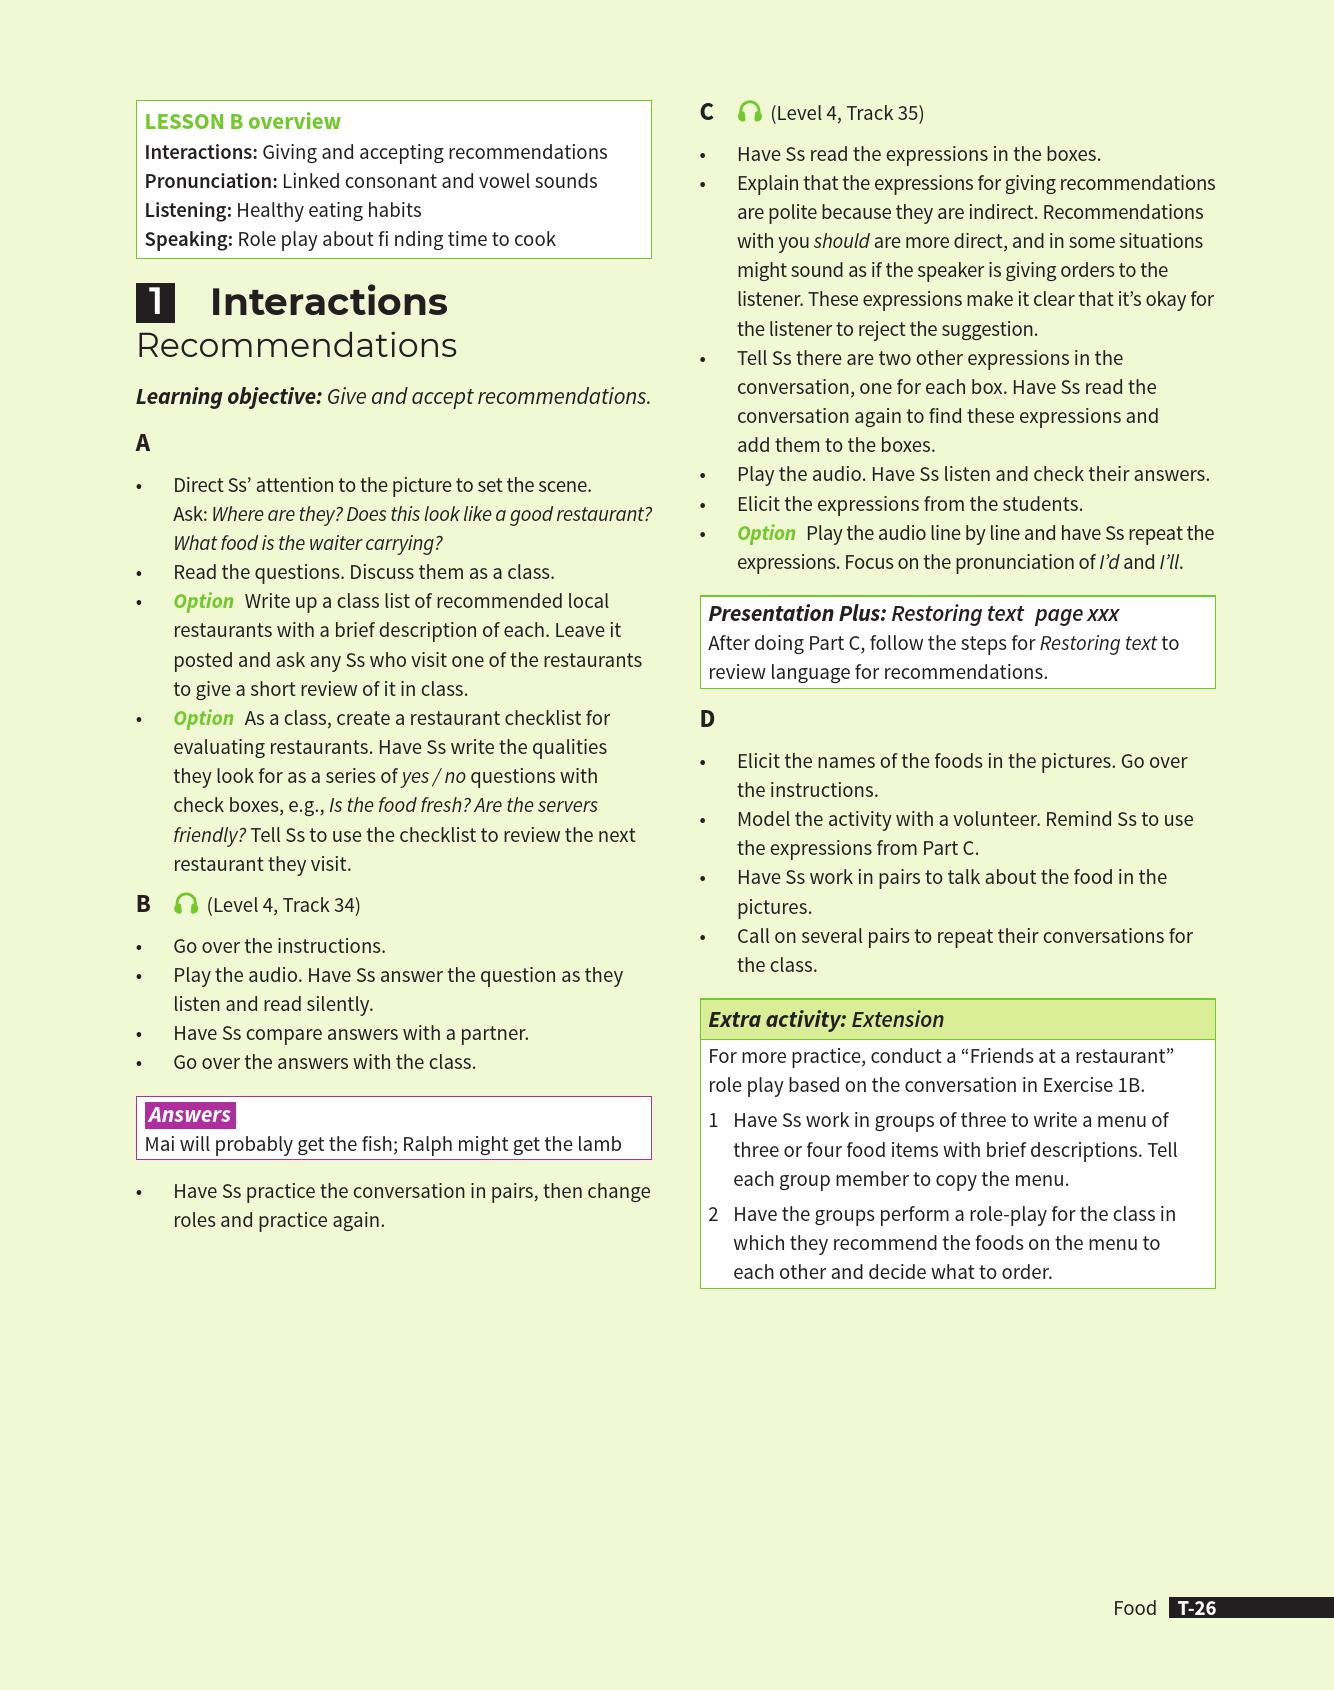 LESSON B overview
Interactions: Giving and accepting recommendations
Pronunciation: Linked consonant and vowel sounds
Listening: Healthy eating habits
Speaking: Role play about fi nding time to cook
1 Interactions
Recommendations
Learning objective: Give and accept recommendations.
A
• Direct Ss’ attention to the picture to set the scene.
Ask: Where are they? Does this look like a good restaurant?
What food is the waiter carrying?
• Read the questions. Discuss them as a class.
• Option Write up a class list of recommended local
restaurants with a brief description of each. Leave it
posted and ask any Ss who visit one of the restaurants
to give a short review of it in class.
• Option As a class, create a restaurant checklist for
evaluating restaurants. Have Ss write the qualities
they look for as a series of yes / no questions with
check boxes, e.g., Is the food fresh? Are the servers
friendly? Tell Ss to use the checklist to review the next
restaurant they visit.
B (Level 4, Track 34)
• Go over the instructions.
• Play the audio. Have Ss answer the question as they
listen and read silently.
• Have Ss compare answers with a partner.
• Go over the answers with the class.
Answers
Mai will probably get the fish; Ralph might get the lamb
• Have Ss practice the conversation in pairs, then change
roles and practice again.
C (Level 4, Track 35)
• Have Ss read the expressions in the boxes.
• Explain that the expressions for giving recommendations
are polite because they are indirect. Recommendations
with you should are more direct, and in some situations
might sound as if the speaker is giving orders to the
listener. These expressions make it clear that it’s okay for
the listener to reject the suggestion.
• Tell Ss there are two other expressions in the
conversation, one for each box. Have Ss read the
conversation again to find these expressions and
add them to the boxes.
• Play the audio. Have Ss listen and check their answers.
• Elicit the expressions from the students.
• Option Play the audio line by line and have Ss repeat the
expressions. Focus on the pronunciation of I’d and I’ll.
Presentation Plus: Restoring text page xxx
After doing Part C, follow the steps for Restoring text to
review language for recommendations.
D
• Elicit the names of the foods in the pictures. Go over
the instructions.
• Model the activity with a volunteer. Remind Ss to use
the expressions from Part C.
• Have Ss work in pairs to talk about the food in the
pictures.
• Call on several pairs to repeat their conversations for
the class.
Extra activity: Extension
For more practice, conduct a “Friends at a restaurant”
role play based on the conversation in Exercise 1B.
1 Have Ss work in groups of three to write a menu of
three or four food items with brief descriptions. Tell
each group member to copy the menu.
2 Have the groups perform a role-play for the class in
which they recommend the foods on the menu to
each other and decide what to order.
Food T-26